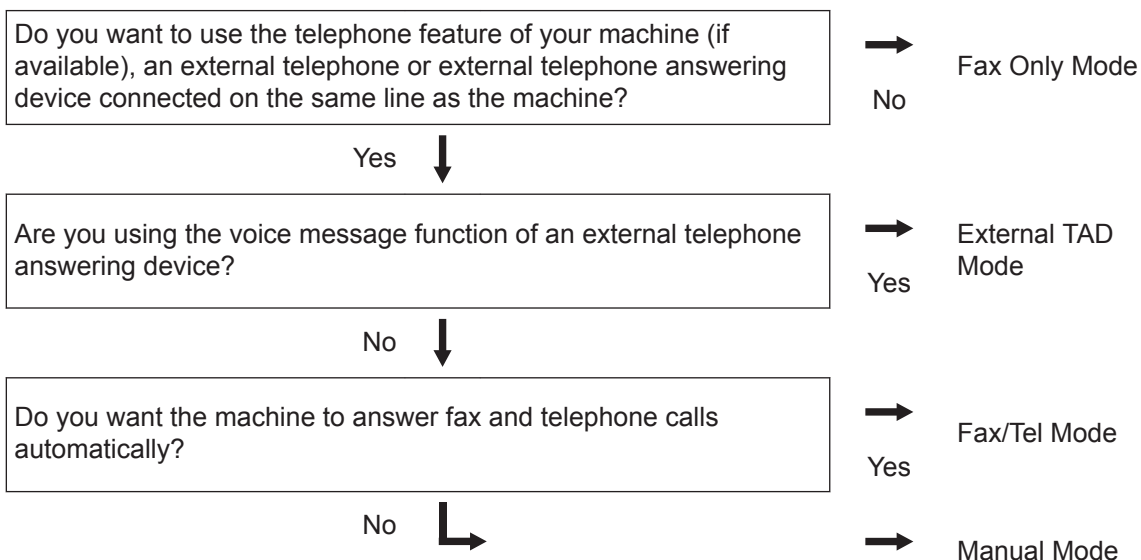 Do you want to use the telephone feature of your machine (if
available), an external telephone or external telephone answering
device connected on the same line as the machine?
No
Fax Only Mode
Yes
Are you using the voice message function of an external telephone
answering device?
Yes
External TAD
Mode
No
Do you want the machine to answer fax and telephone calls
automatically?
Yes
Fax/Tel Mode
No
Manual Mode